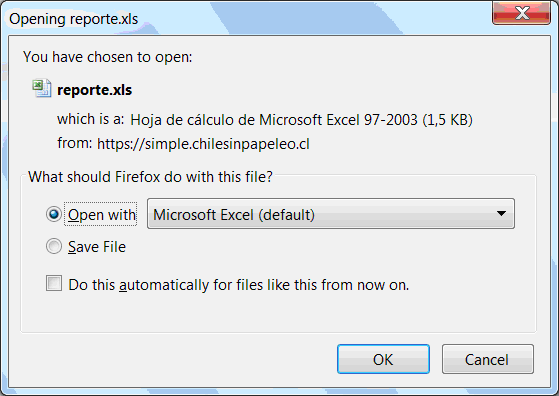 Opening reporte.xls
You have chosen to open:
reporte.xls
which is a: Hoja de cálculo de Microsoft Excel 97-2003 (1,5 KB)
from: https://simple.chilesinpapeleo.cl
What should Firefox do with this file?
Open with Microsoft Excel (default)
Save File
Do this automatically for files like this from now on.
OK Cancel